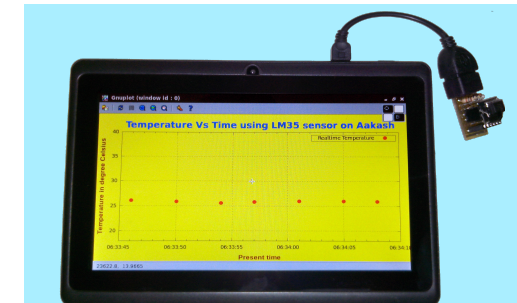 Gnuplot (window id : 0)
?
Temperature Vs Time using LM35 sensor on Aakash
Realtime Temperature
Temperature in degree Celsius
40
35
30
25
20
06:33:45 06:33:50 06:33:55 06:34:00 06:34:05 06:34:10
Present time